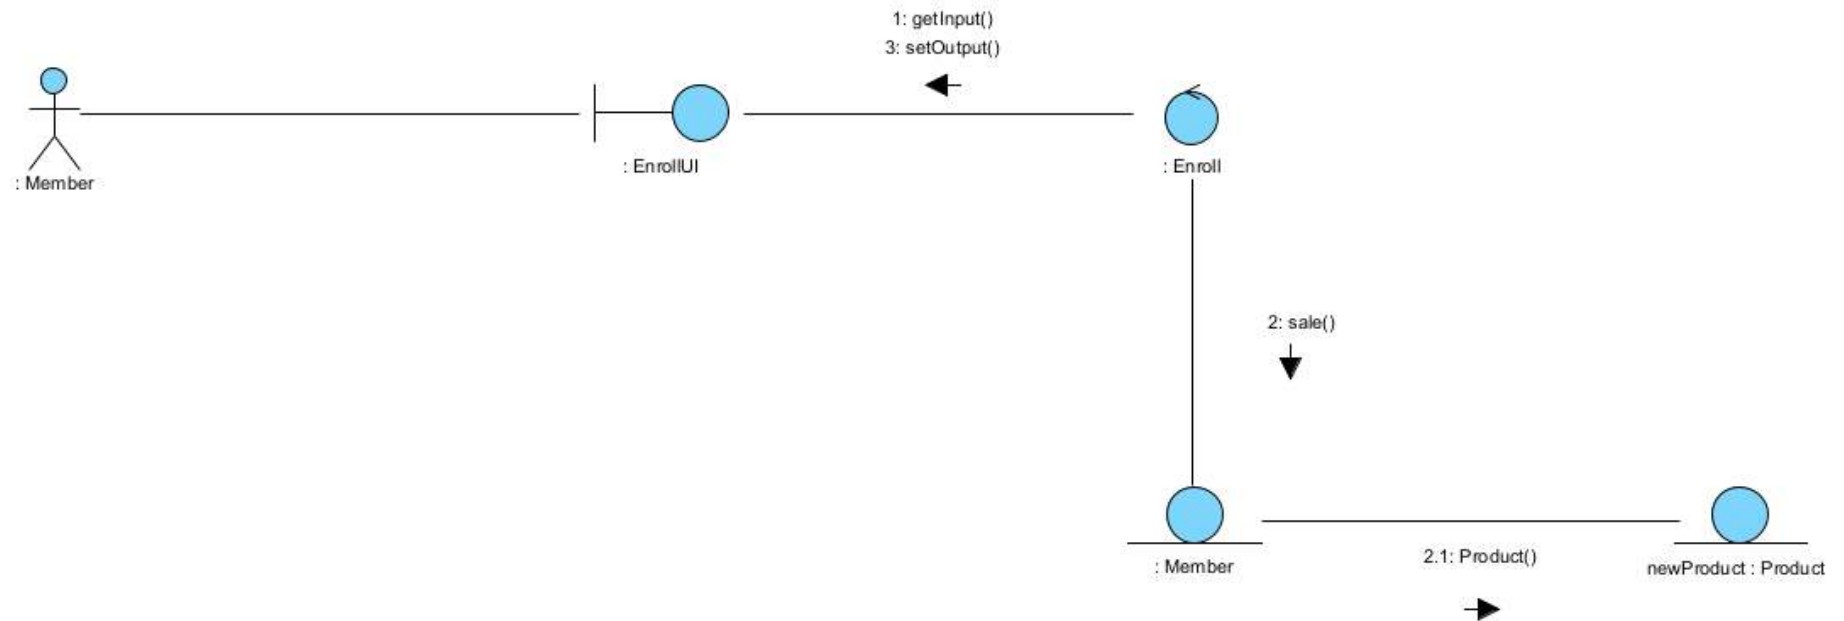 1: getInput()
3: setOutput()
: Member
: EnrollUI
: Enroll
2: sale()
: Member
2.1: Product()
newProduct : Product